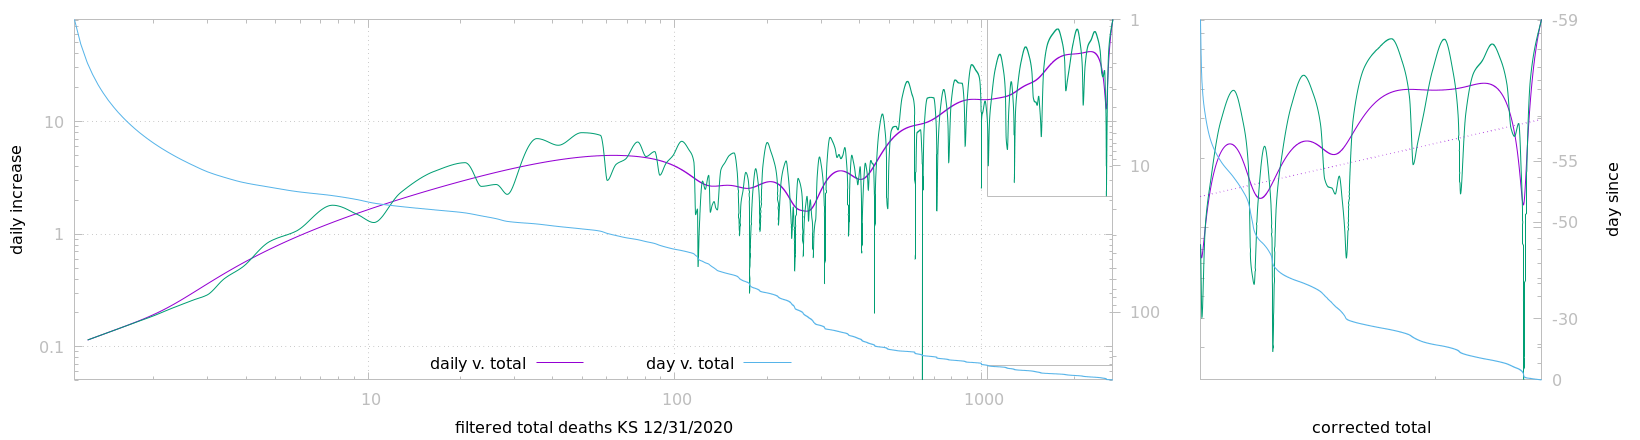 daily increase
10
1
0.1
10
100
1000
1
10
100
daily v. total
day v. total
filtered total deaths KS 12/31/2020
-59
-55
-50
-30
0
day since
corrected total